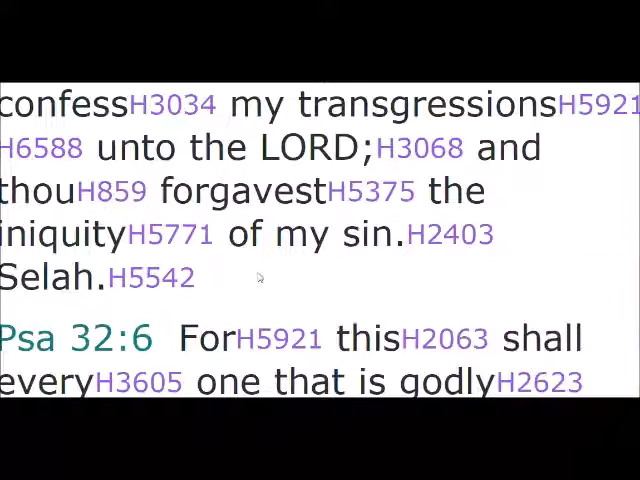 confessH3034 my transgressionsH5921
H6588 unto the LORD;H3068 and
thouH859 forgavestH5375 the
iniquityH5771 of my sin.H2403
Selah.H5542
Psa 32:6 ForH5921 thisH2063 shall
everyH3605 one that is godlyH2623